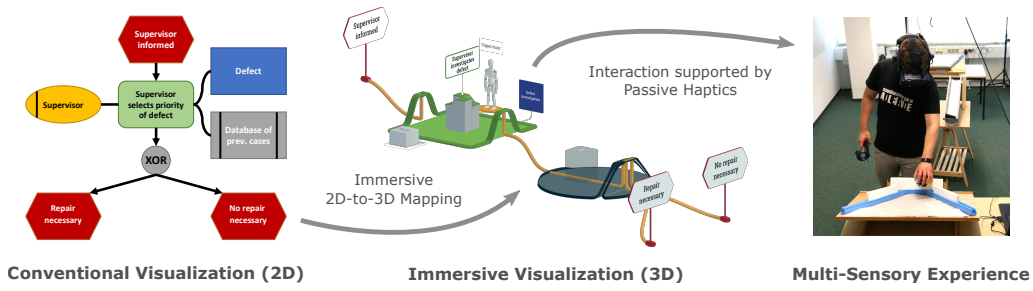 Supervisor
informed
Supervisor
Supervisor
selects priority
of defect
Defect
Database of
prev. cases
XOR
Repair
necessary
No repair
necessary
Conventional Visualization (2D)
Immersive
2D-to-3D Mapping
Supervisor
informed
Supervisor
Supervisor
investigates
defect
No repair
necessary
Repair
necessary
Immersive Visualization (3D)
Interaction supported by
Passive Haptics
Multi-Sensory Experience